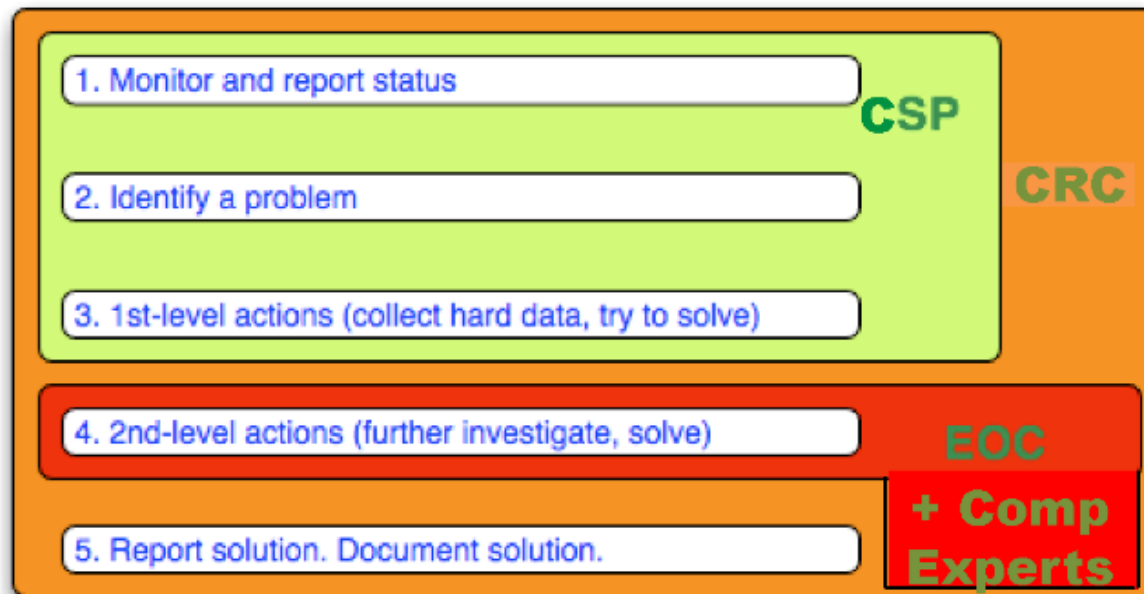 1. Monitor and report status
CSP
2. Identify a problem
CRC
3. 1st-level actions (collect hard data, try to solve)
4. 2nd-level actions (further investigate, solve)
EOC
+ Comp
Experts
5. Report solution. Document solution.